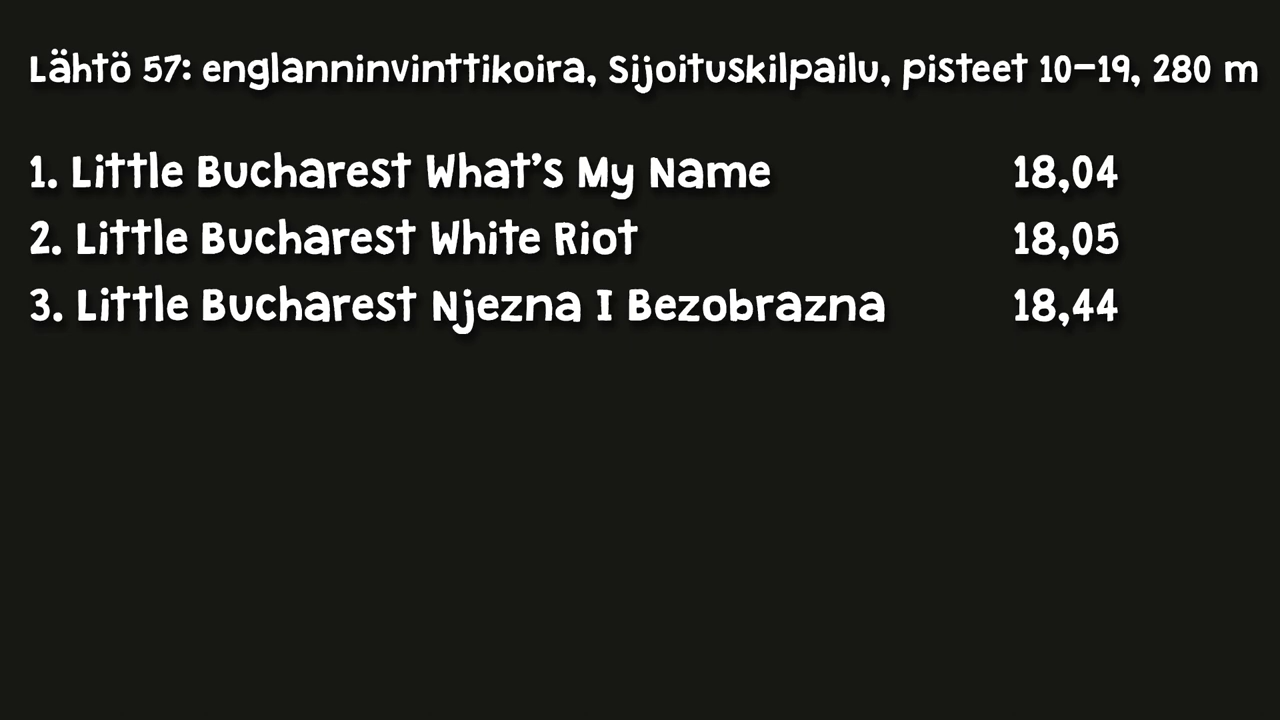 Lähtö 57: englanninvinttikoira, Sijoituskilpailu, pisteet 10–19, 280 m
1. Little Bucharest What’s My Name 18,04
2. Little Bucharest White Riot 18,05
3. Little Bucharest Njezna I Bezobrazna 18,44